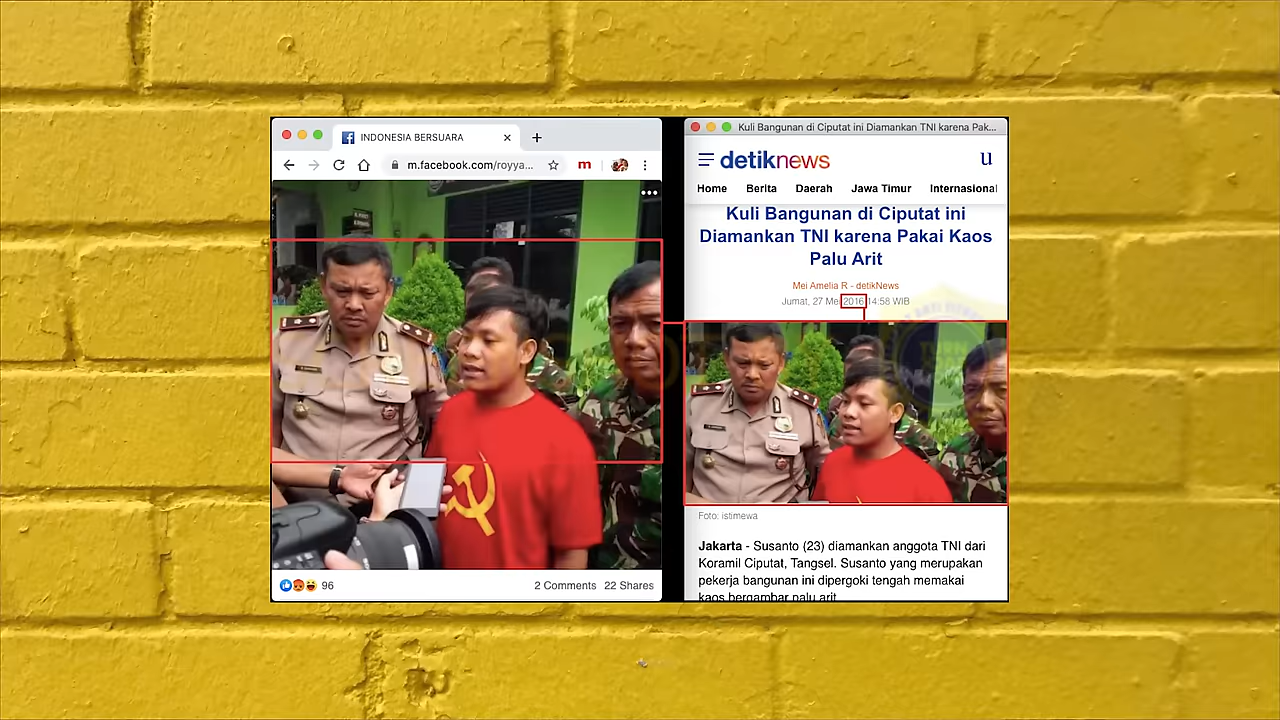 INDONESIA BERSUARA
m.facebook.com/royya...
m
96
2 Comments 22 Shares
Kuli Bangunan di Ciputat ini Diamankan TNI karena Pak...
detiknews
u
Home Berita Daerah Jawa Timur Internasional
Kuli Bangunan di Ciputat ini
Diamankan TNI karena Pakai Kaos
Palu Arit
Mei Amelia R - detikNews
Jumat, 27 Mei 2016 14:58 WIB
Foto: istimewa
Jakarta - Susanto (23) diamankan anggota TNI dari
Koramil Ciputat, Tangsel. Susanto yang merupakan
pekerja bangunan ini dipergoki tengah memakai
kaos bergambar palu arit.